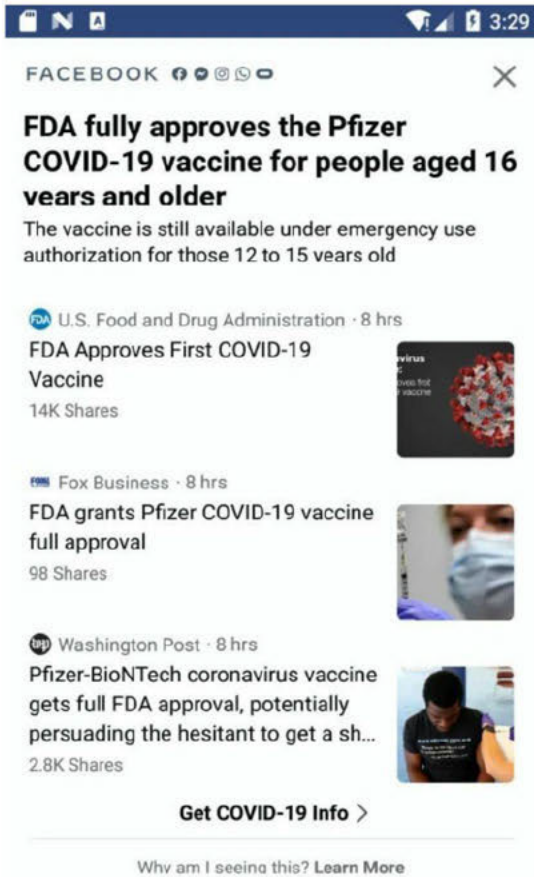 3:29
FACEBOOK
FDA fully approves the Pfizer
COVID-19 vaccine for people aged 16
years and older
The vaccine is still available under emergency use
authorization for those 12 to 15 years old
FDA U.S. Food and Drug Administration · 8 hrs
FDA Approves First COVID-19
Vaccine
14K Shares
Fox Business · 8 hrs
FDA grants Pfizer COVID-19 vaccine
full approval
98 Shares
wp Washington Post · 8 hrs
Pfizer-BioNTech coronavirus vaccine
gets full FDA approval, potentially
persuading the hesitant to get a sh...
2.8K Shares
Get COVID-19 Info >
Why am I seeing this? Learn More